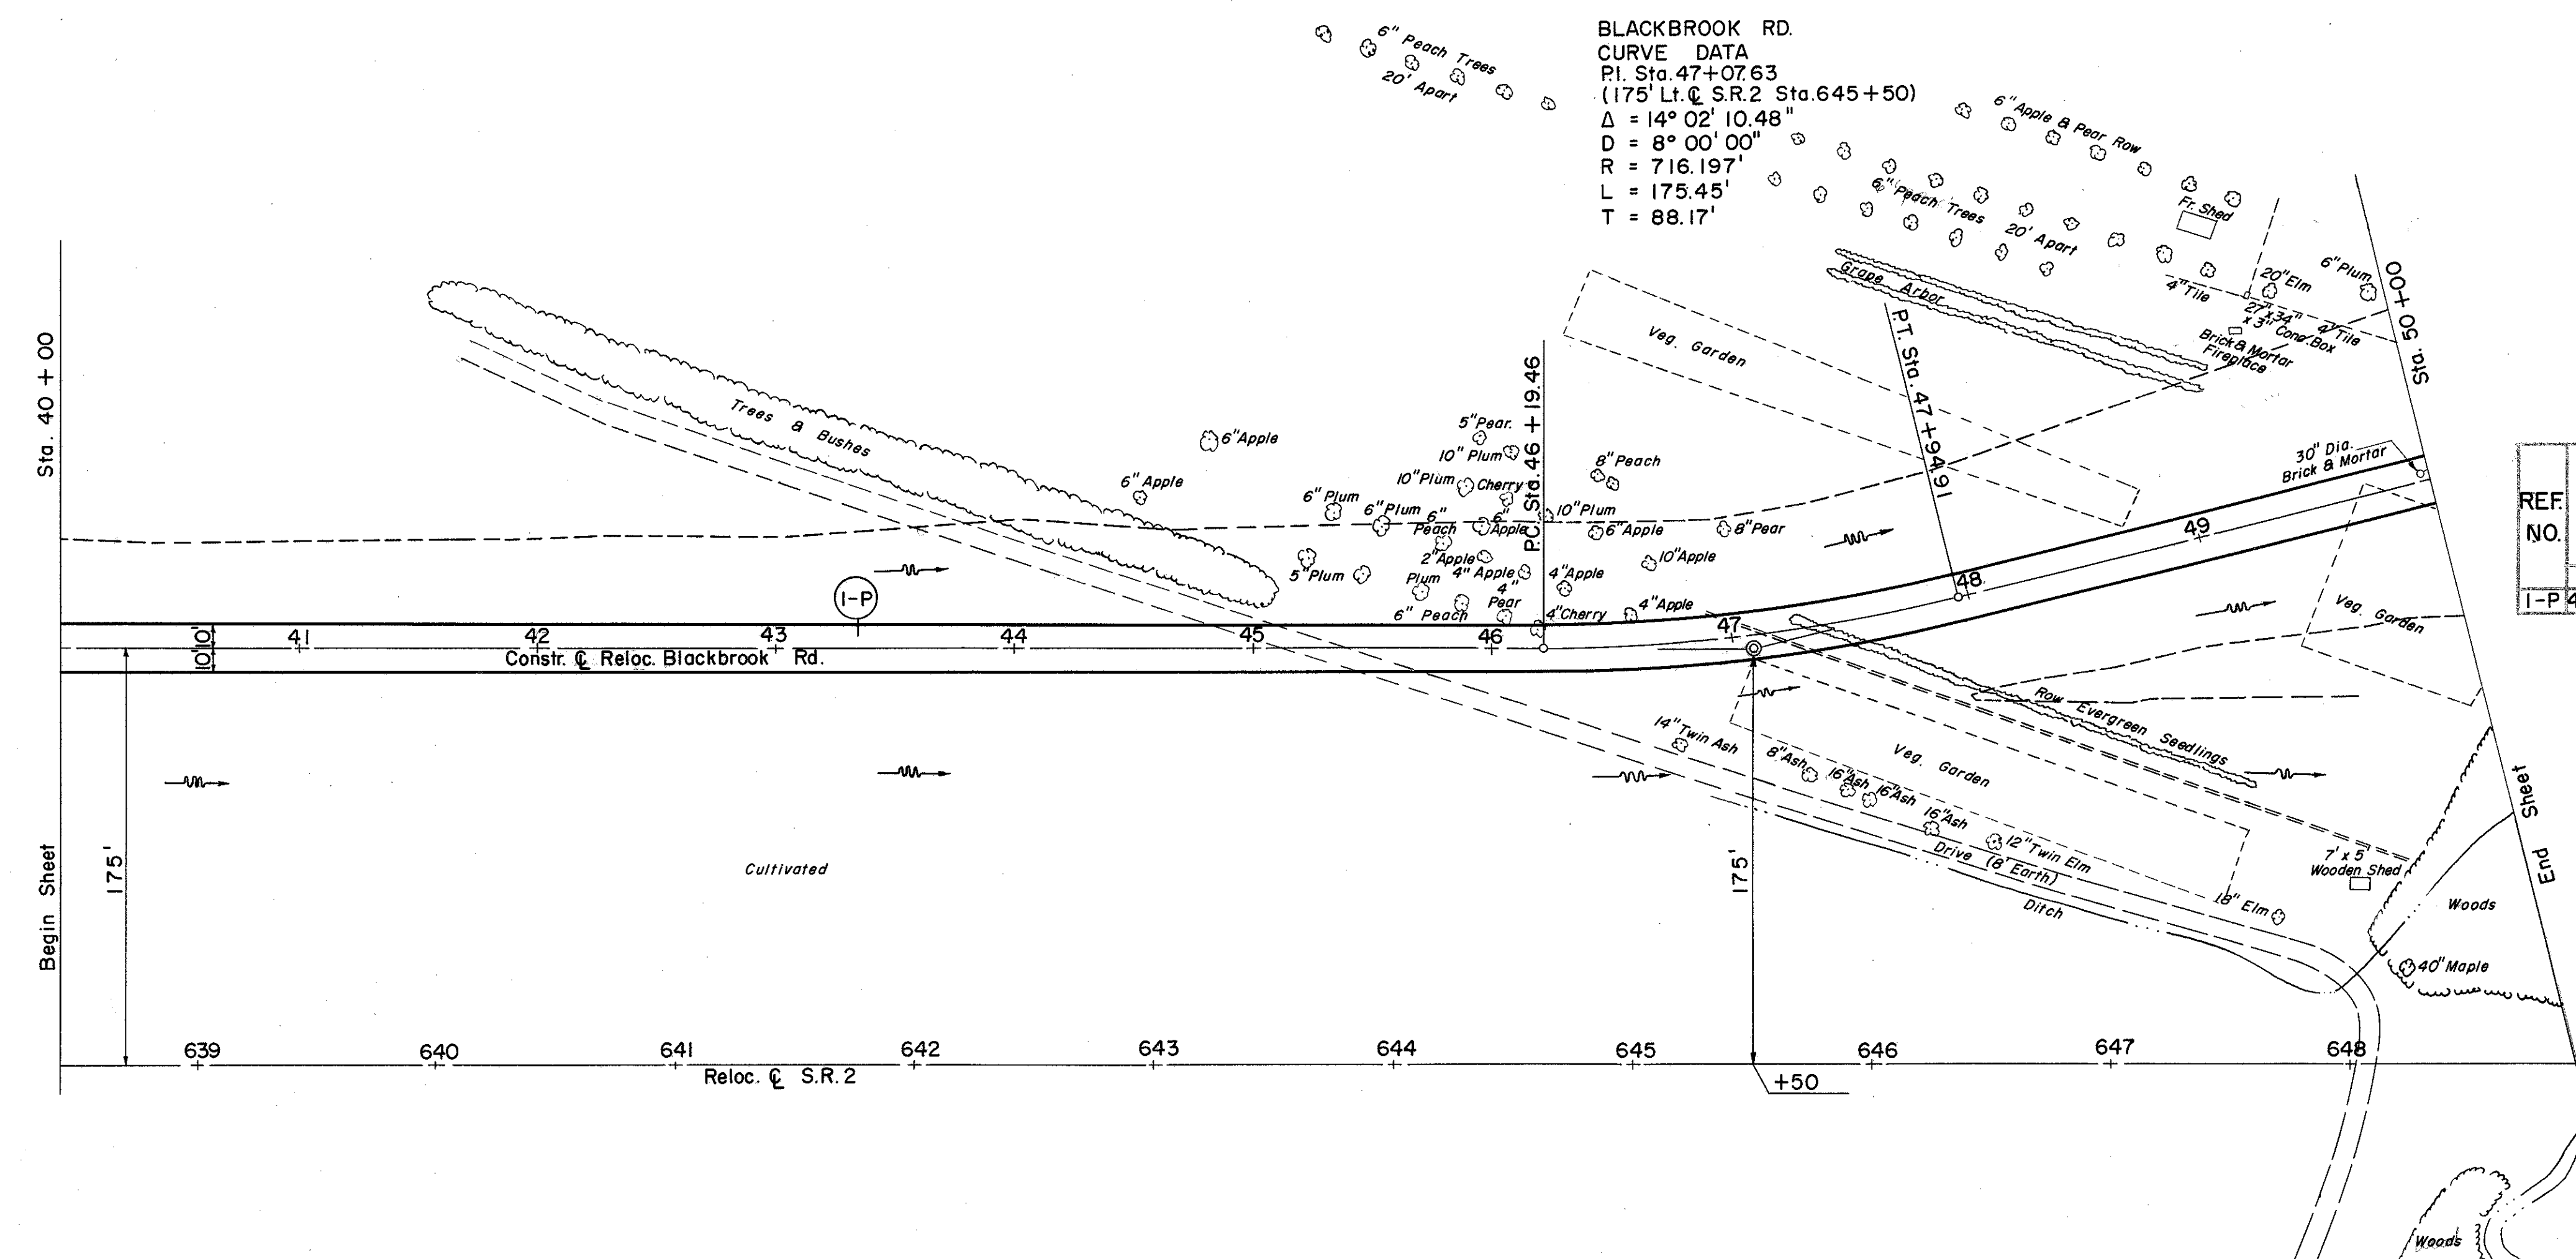 BLACKBROOK RD.
CURVE DATA
P.I. Sta. 47+07.63
(175' Lt. ℄ S.R.2 Sta. 645+50)
Δ = 14° 02' 10.48"
D = 8° 00' 00"
R = 716.197'
L = 175.45'
T = 88.17'
6" Peach Trees
20' Apart
6" Apple & Pear Row
6" Peach Trees 20' Apart
Fr. Shed
Grape Arbor
4" Tile
20" Elm
6" Plum
27" x 34"
x 3" Conc. Box
4" Tile
Brick & Mortar
Fireplace
Sta. 50+00
Veg. Garden
P.T. Sta. 47+94.91
30" Dia.
Brick & Mortar
REF.
NO.
1-P 4
Sta. 40 + 00
Trees & Bushes
6" Apple
6" Apple
5" Pear.
10" Plum
10" Plum
Cherry
P.C. Sta. 46 + 19.46
8" Peach
6" Plum
6" Plum
6"
Peach
6"
Apple
10" Plum
6" Apple
8" Pear
2" Apple
10" Apple
5" Plum
Plum
4" Apple
4" Apple
4"
Pear
6" Peach
4" Cherry
4" Apple
1-P
10'
10'
41 42 43 44 45 46 47 48 49
Constr. ℄ Reloc. Blackbrook Rd.
Veg. Garden
Row Evergreen Seedlings
14" Twin Ash
8" Ash
16" Ash
16" Ash
16" Ash
12" Twin Elm
Veg. Garden
Drive (8' Earth)
Ditch
18" Elm
7' x 5'
Wooden Shed
Woods
40" Maple
End Sheet
Begin Sheet
175'
Cultivated
175'
639 640 641 642 643 644 645 646 647 648
Reloc. ℄ S.R. 2
+50
Woods